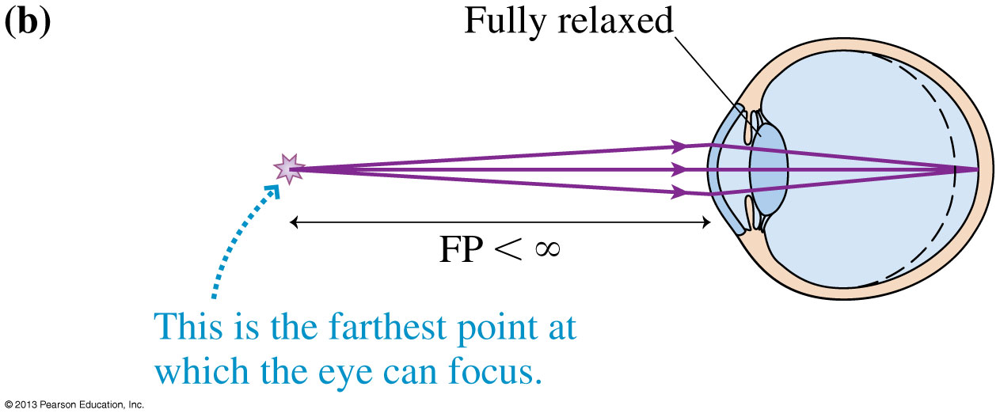 (b)
Fully relaxed
FP < ∞
This is the farthest point at
which the eye can focus.
© 2013 Pearson Education, Inc.